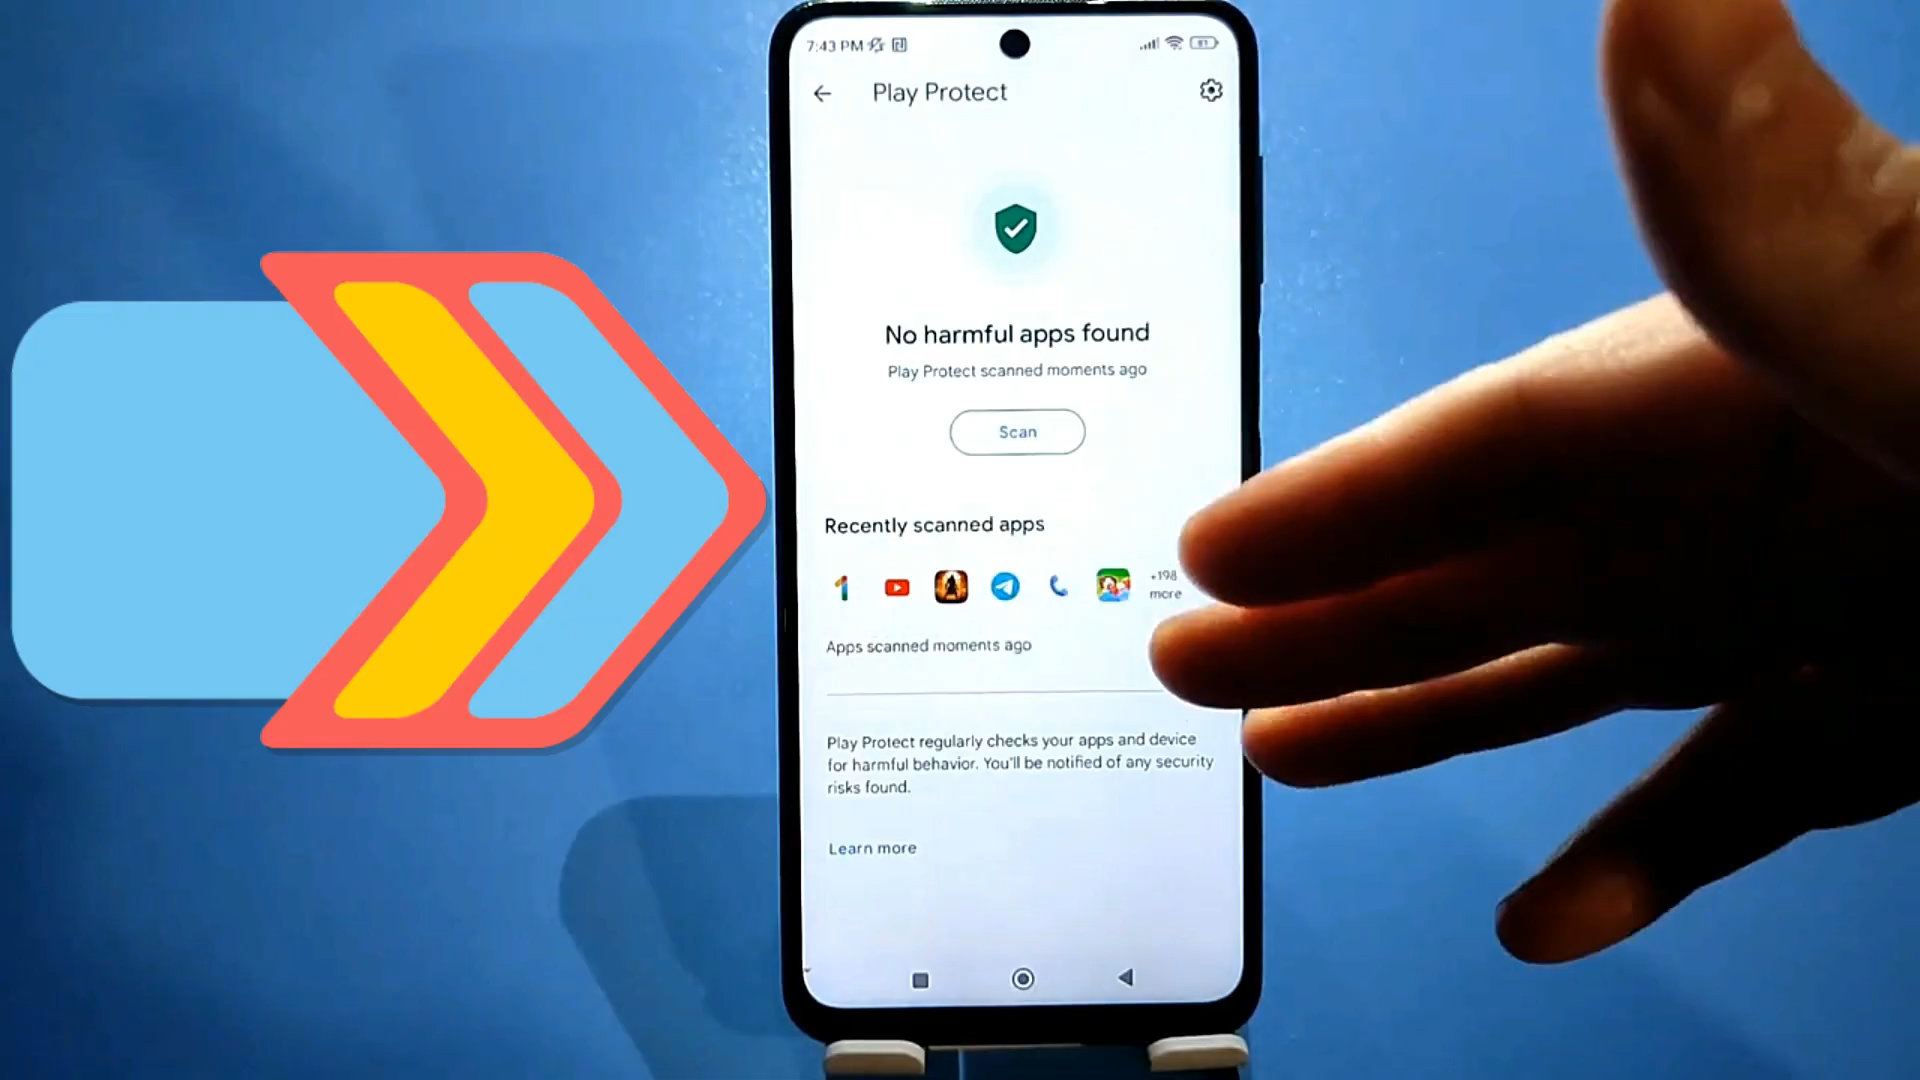 7:43 PM
81
Play Protect
No harmful apps found
Play Protect scanned moments ago
Scan
Recently scanned apps
+198
more
Apps scanned moments ago
Play Protect regularly checks your apps and device
for harmful behavior. You'll be notified of any security
risks found.
Learn more